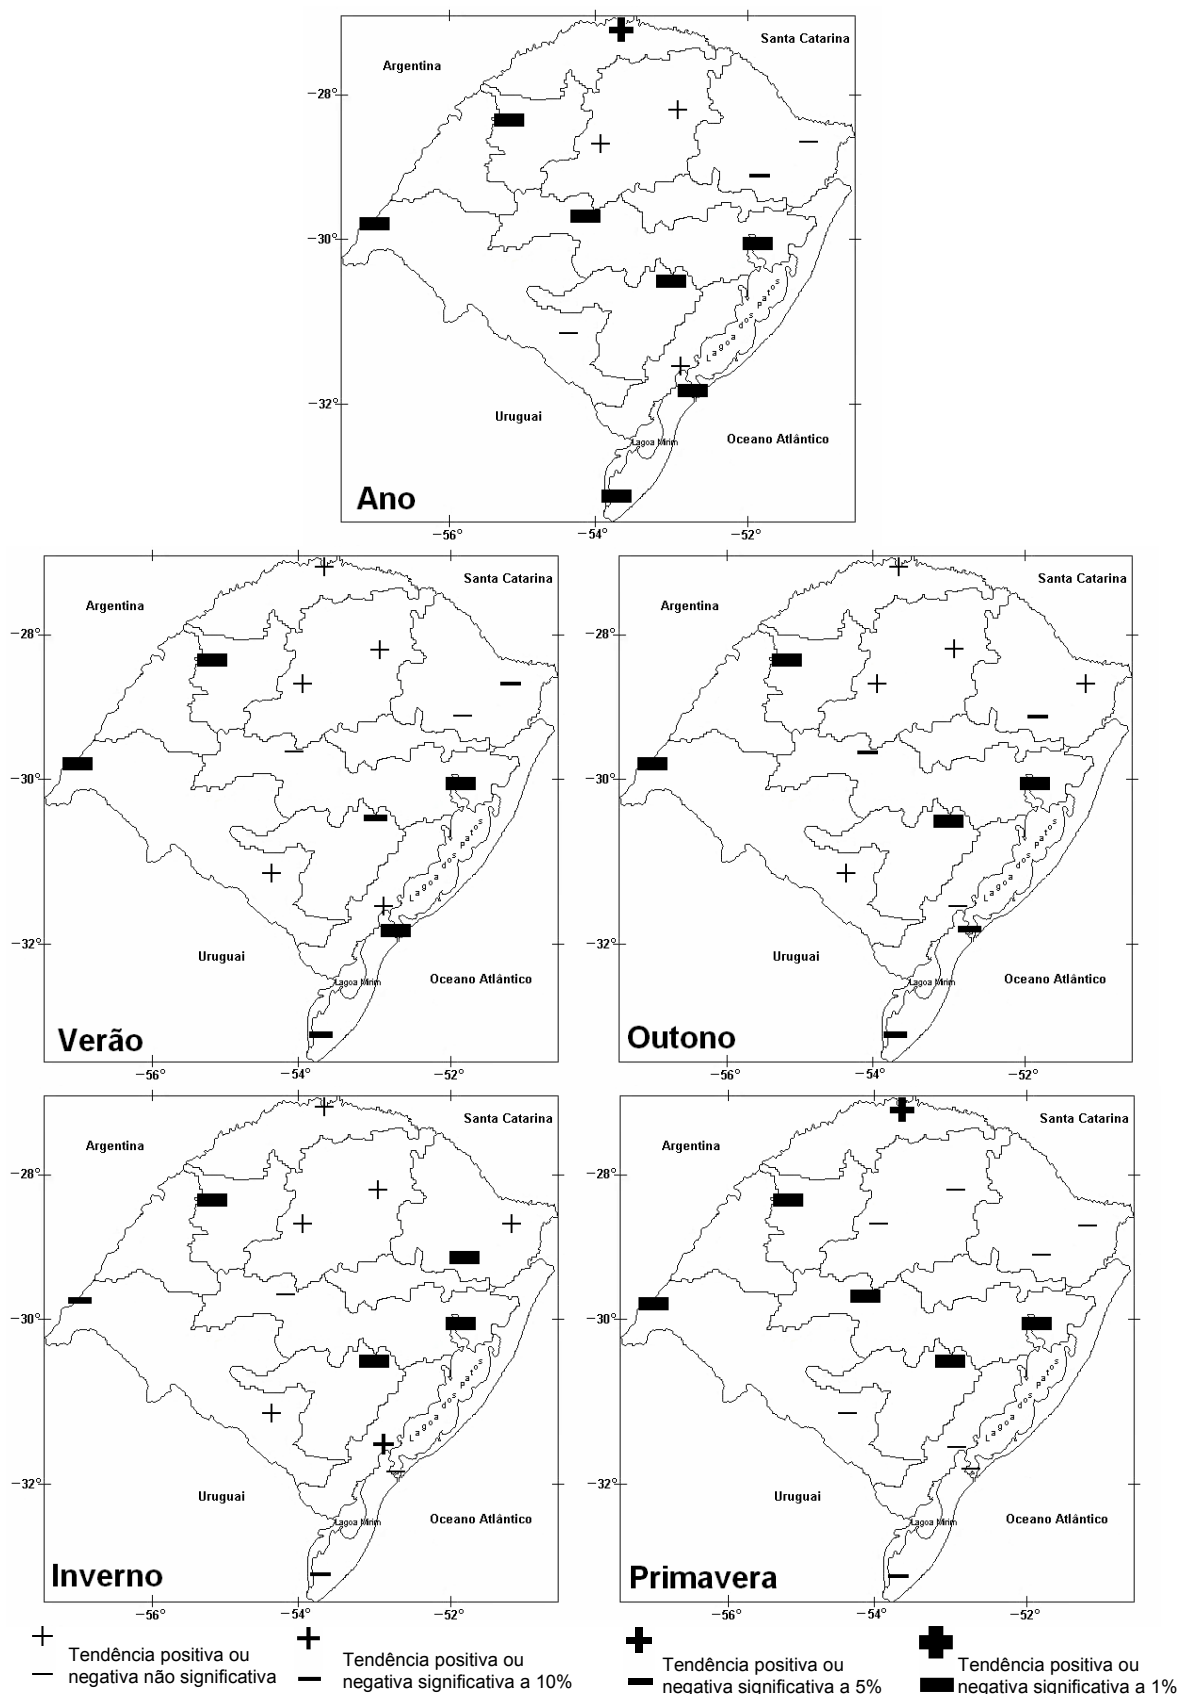 Santa Catarina
Argentina
−28°
−30°
Lagoa dos Patos
−32°
Uruguai
Oceano Atlântico
Lagoa Mirim
Ano
−56°
−54°
−52°
Santa Catarina
Argentina
−28°
−30°
Lagoa dos Patos
−32°
Uruguai
Oceano Atlântico
Lagoa Mirim
Verão
−56°
−54°
−52°
Santa Catarina
Argentina
−28°
−30°
Lagoa dos Patos
−32°
Uruguai
Oceano Atlântico
Lagoa Mirim
Outono
−56°
−54°
−52°
Santa Catarina
Argentina
−28°
−30°
Lagoa dos Patos
−32°
Uruguai
Oceano Atlântico
Lagoa Mirim
Inverno
−56°
−54°
−52°
Santa Catarina
Argentina
−28°
−30°
Lagoa dos Patos
−32°
Uruguai
Oceano Atlântico
Lagoa Mirim
Primavera
−56°
−54°
−52°
Tendência positiva ou
negativa não significativa
Tendência positiva ou
negativa significativa a 10%
Tendência positiva ou
negativa significativa a 5%
Tendência positiva ou
negativa significativa a 1%